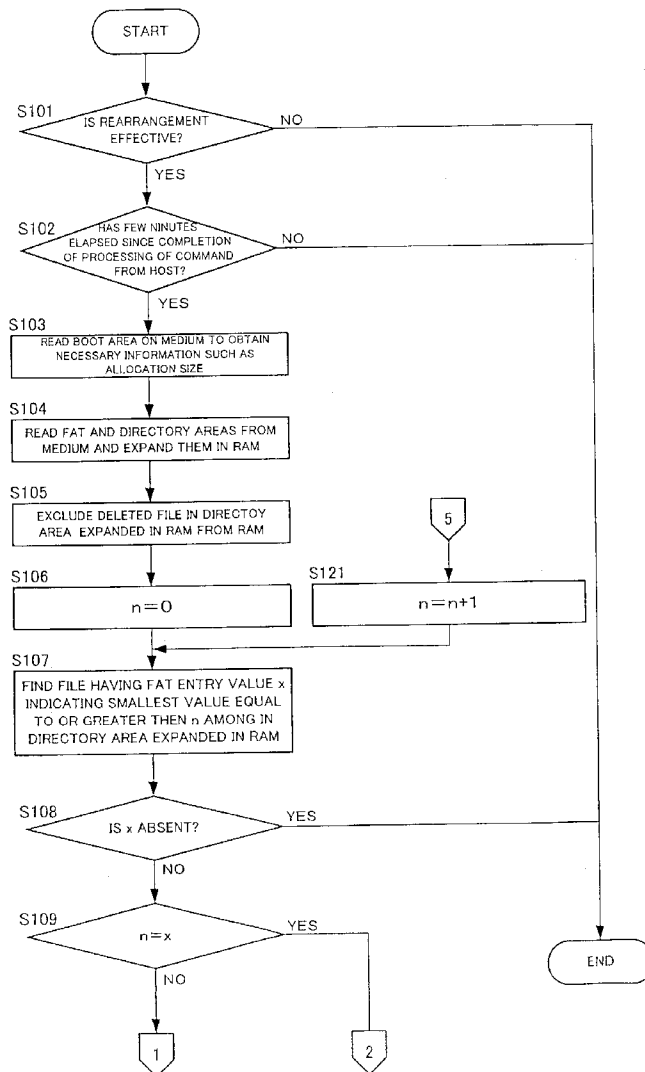 START
S101
IS REARRANGEMENT
EFFECTIVE?
NO
YES
S102
HAS FEW NINUTES
ELAPSED SINCE COMPLETION
OF PROCESSING OF COMMAND
FROM HOST?
NO
YES
S103
READ BOOT AREA ON MEDIUM TO OBTAIN
NECESSARY INFORMATION SUCH AS
ALLOCATION SIZE
S104
READ FAT AND DIRECTORY AREAS FROM
MEDIUM AND EXPAND THEM IN RAM
S105
EXCLUDE DELETED FILE IN DIRECTOY
AREA EXPANDED IN RAM FROM RAM
5
S106
n=0
S121
n=n+1
S107
FIND FILE HAVING FAT ENTRY VALUE x
INDICATING SMALLEST VALUE EQUAL
TO OR GREATER THEN n AMONG IN
DIRECTORY AREA EXPANDED IN RAM
S108
IS x ABSENT?
YES
NO
S109
n=x
YES
NO
END
1
2